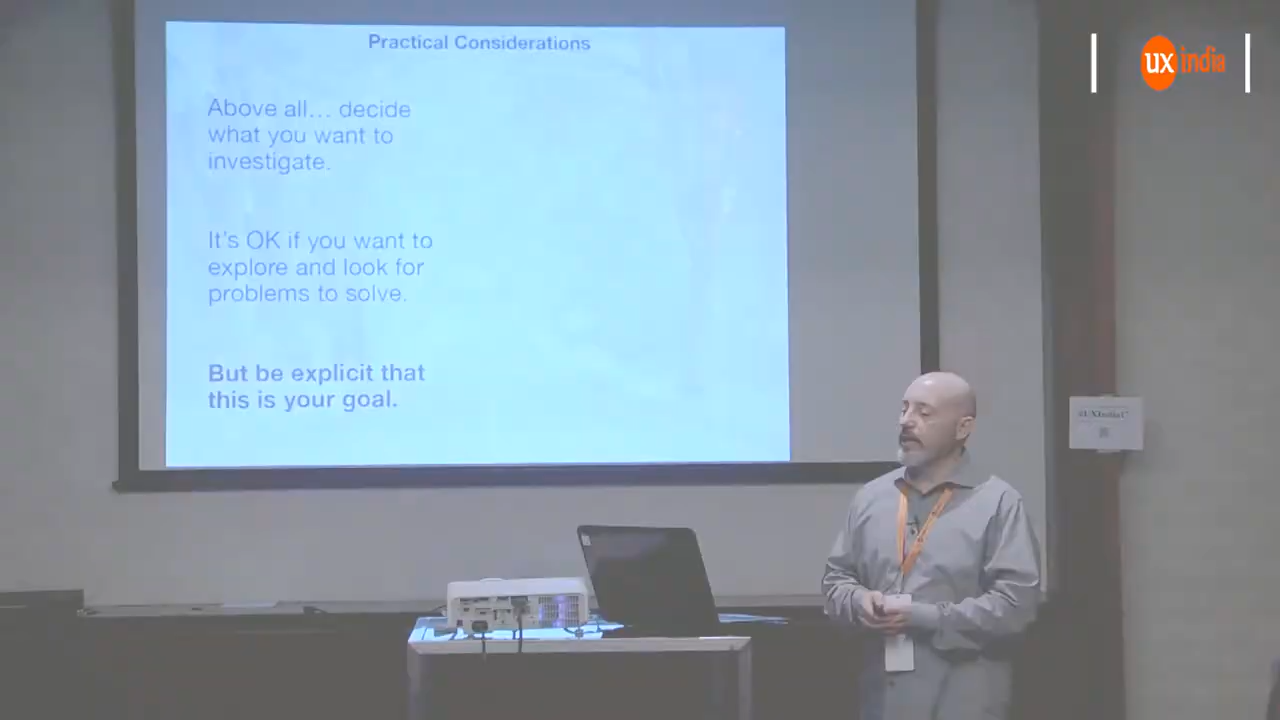 Practical Considerations
Above all... decide
what you want to
investigate.
It's OK if you want to
explore and look for
problems to solve.
But be explicit that
this is your goal.
ux india